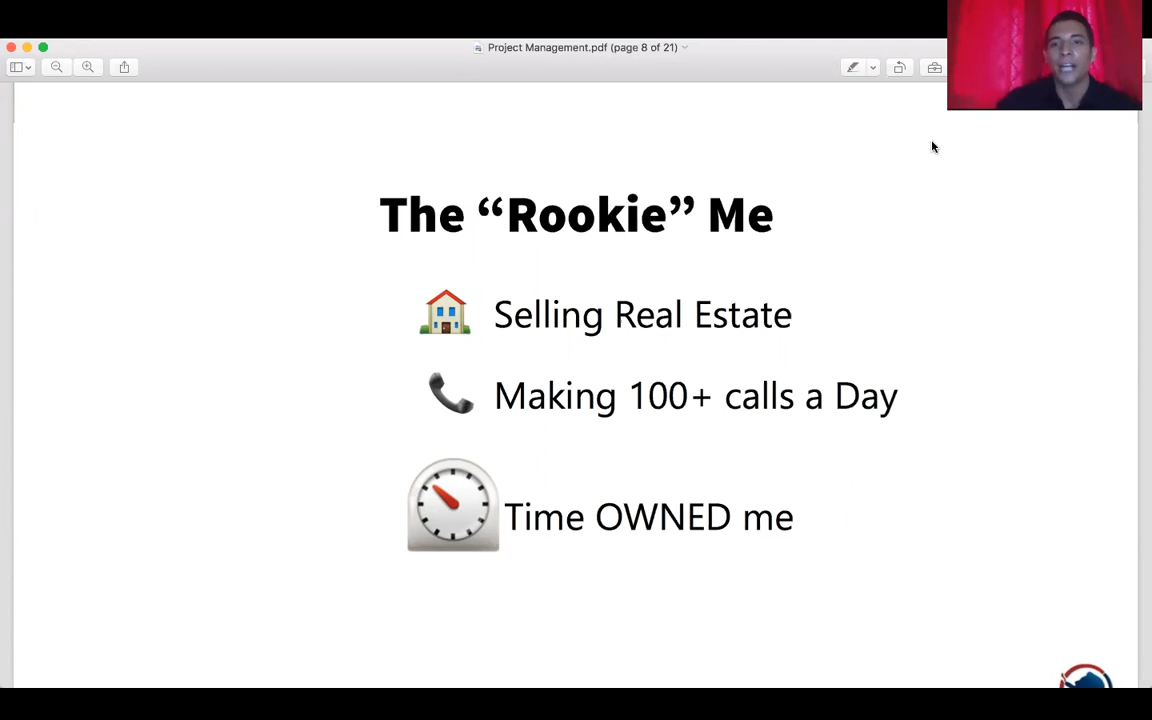 Project Management.pdf (page 8 of 21)
The “Rookie” Me
Selling Real Estate
Making 100+ calls a Day
Time OWNED me